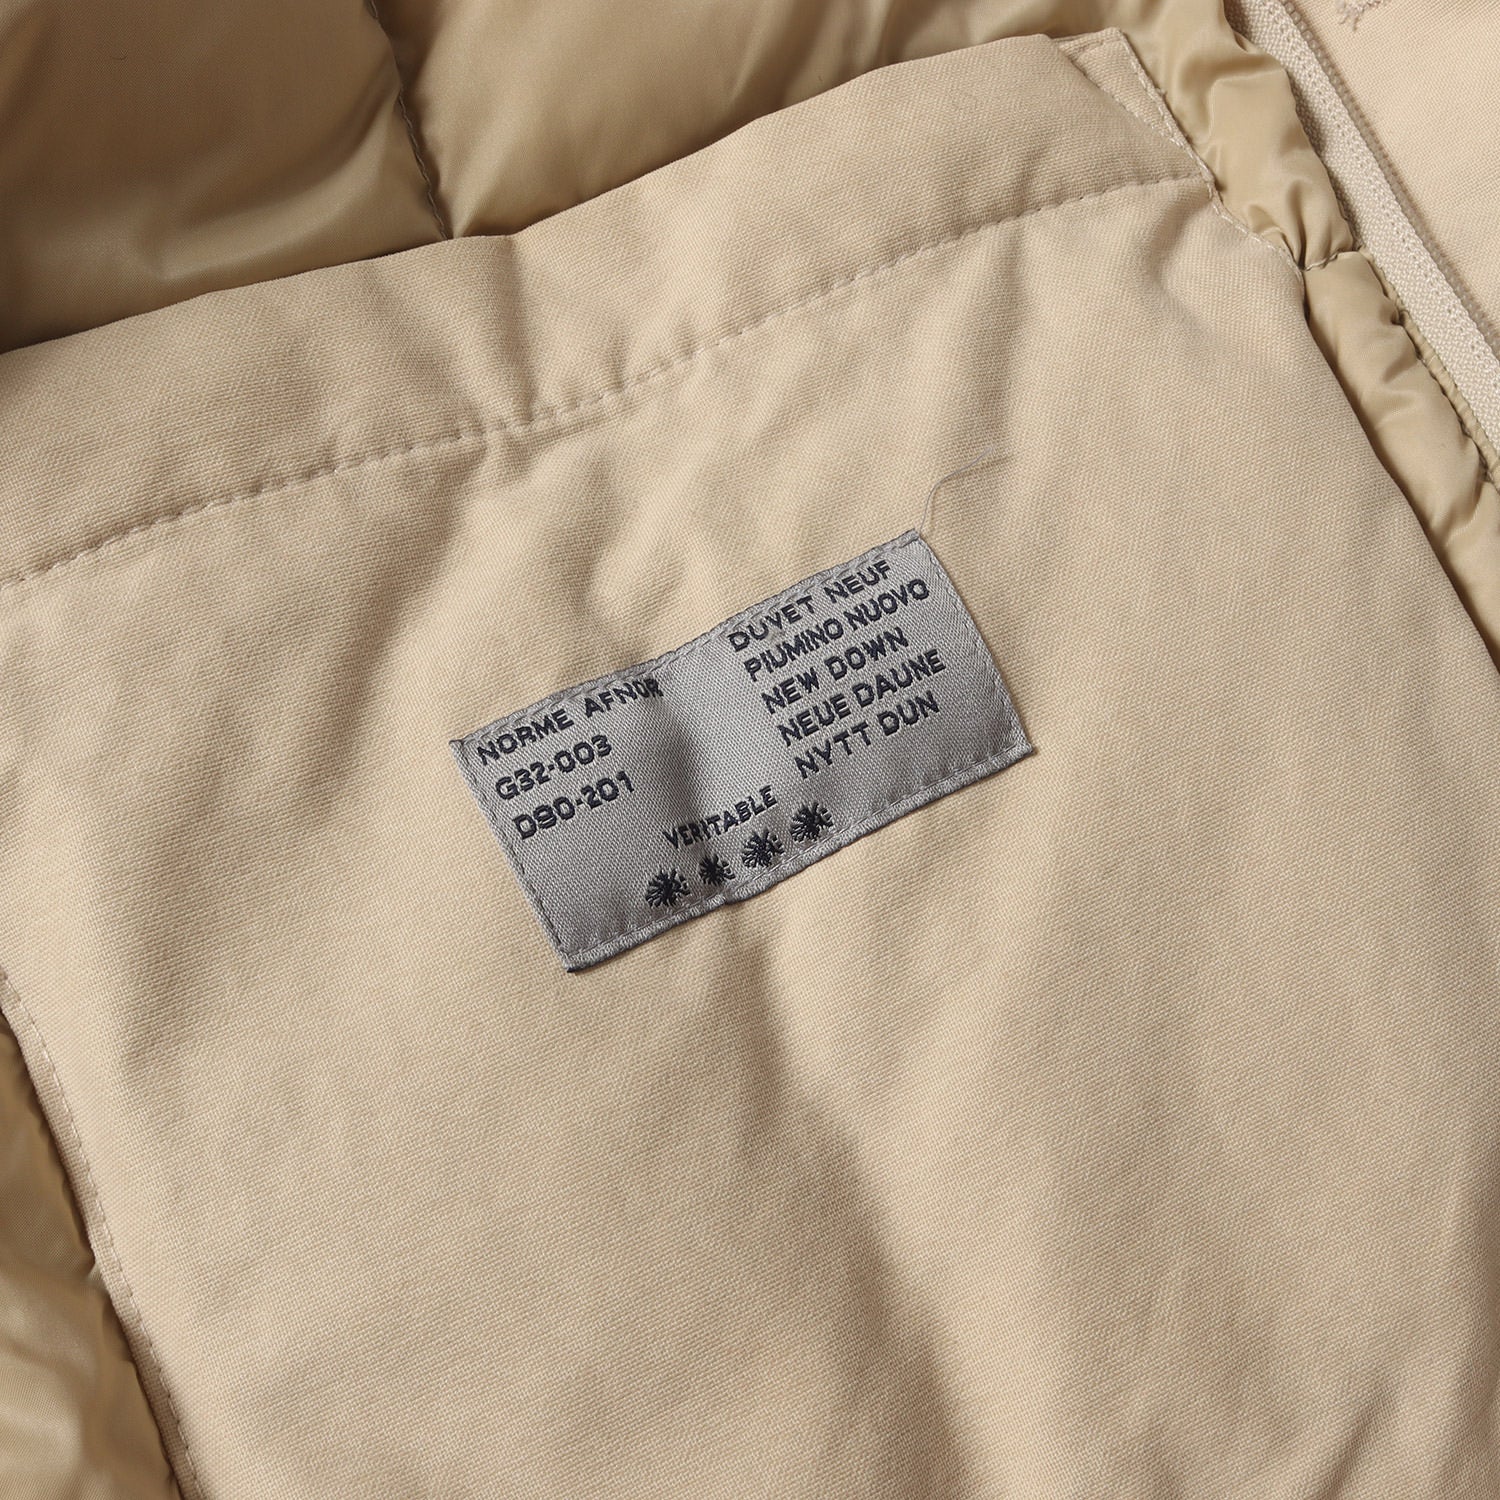 NORME AFNOR
G32-003
D90-201
DUVET NEUF
PIUMINO NUOVO
NEW DOWN
NEUE DAUNE
NYTT DUN
VERITABLE